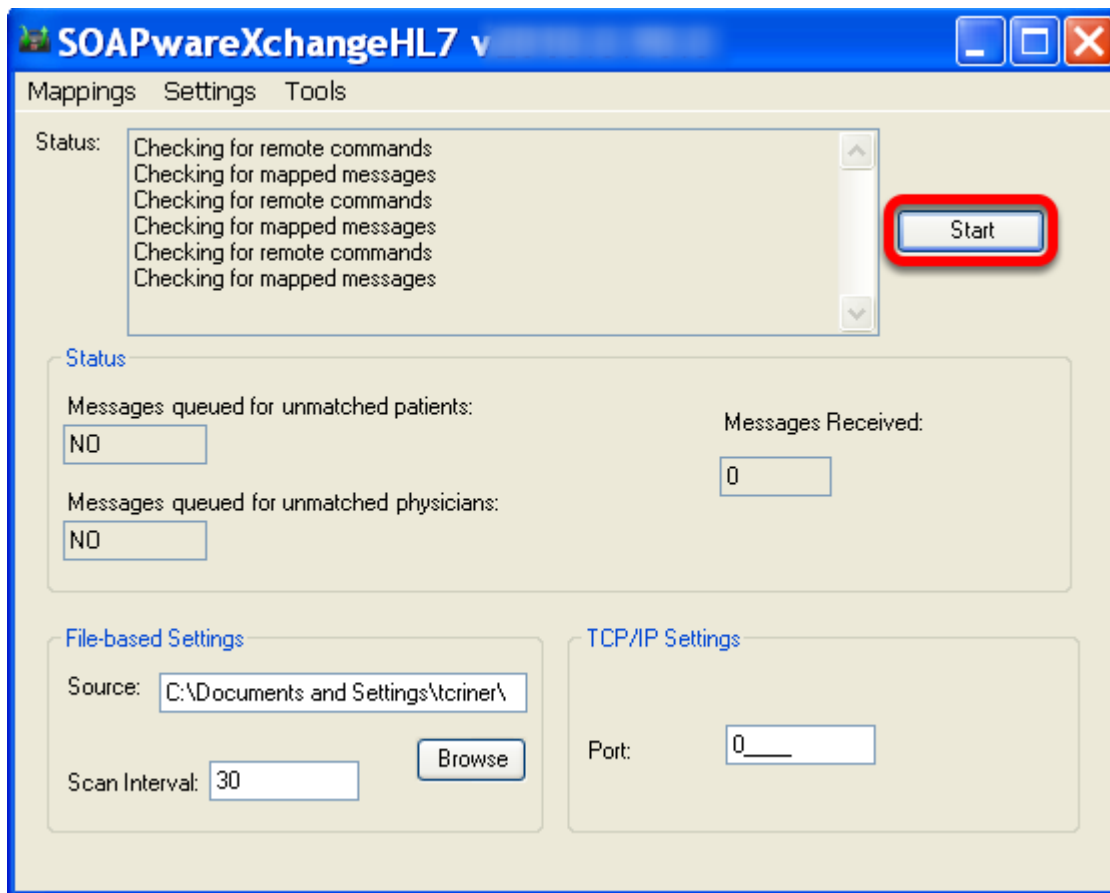 SOAPwareXchangeHL7 v
Mappings Settings Tools
Status:
Checking for remote commands
Checking for mapped messages
Checking for remote commands
Checking for mapped messages
Checking for remote commands
Checking for mapped messages
Start
Status
Messages queued for unmatched patients:
NO
Messages Received:
0
Messages queued for unmatched physicians:
NO
File-based Settings
Source: C:\Documents and Settings\tcriner\
Browse
Scan Interval: 30
TCP/IP Settings
Port: 0____